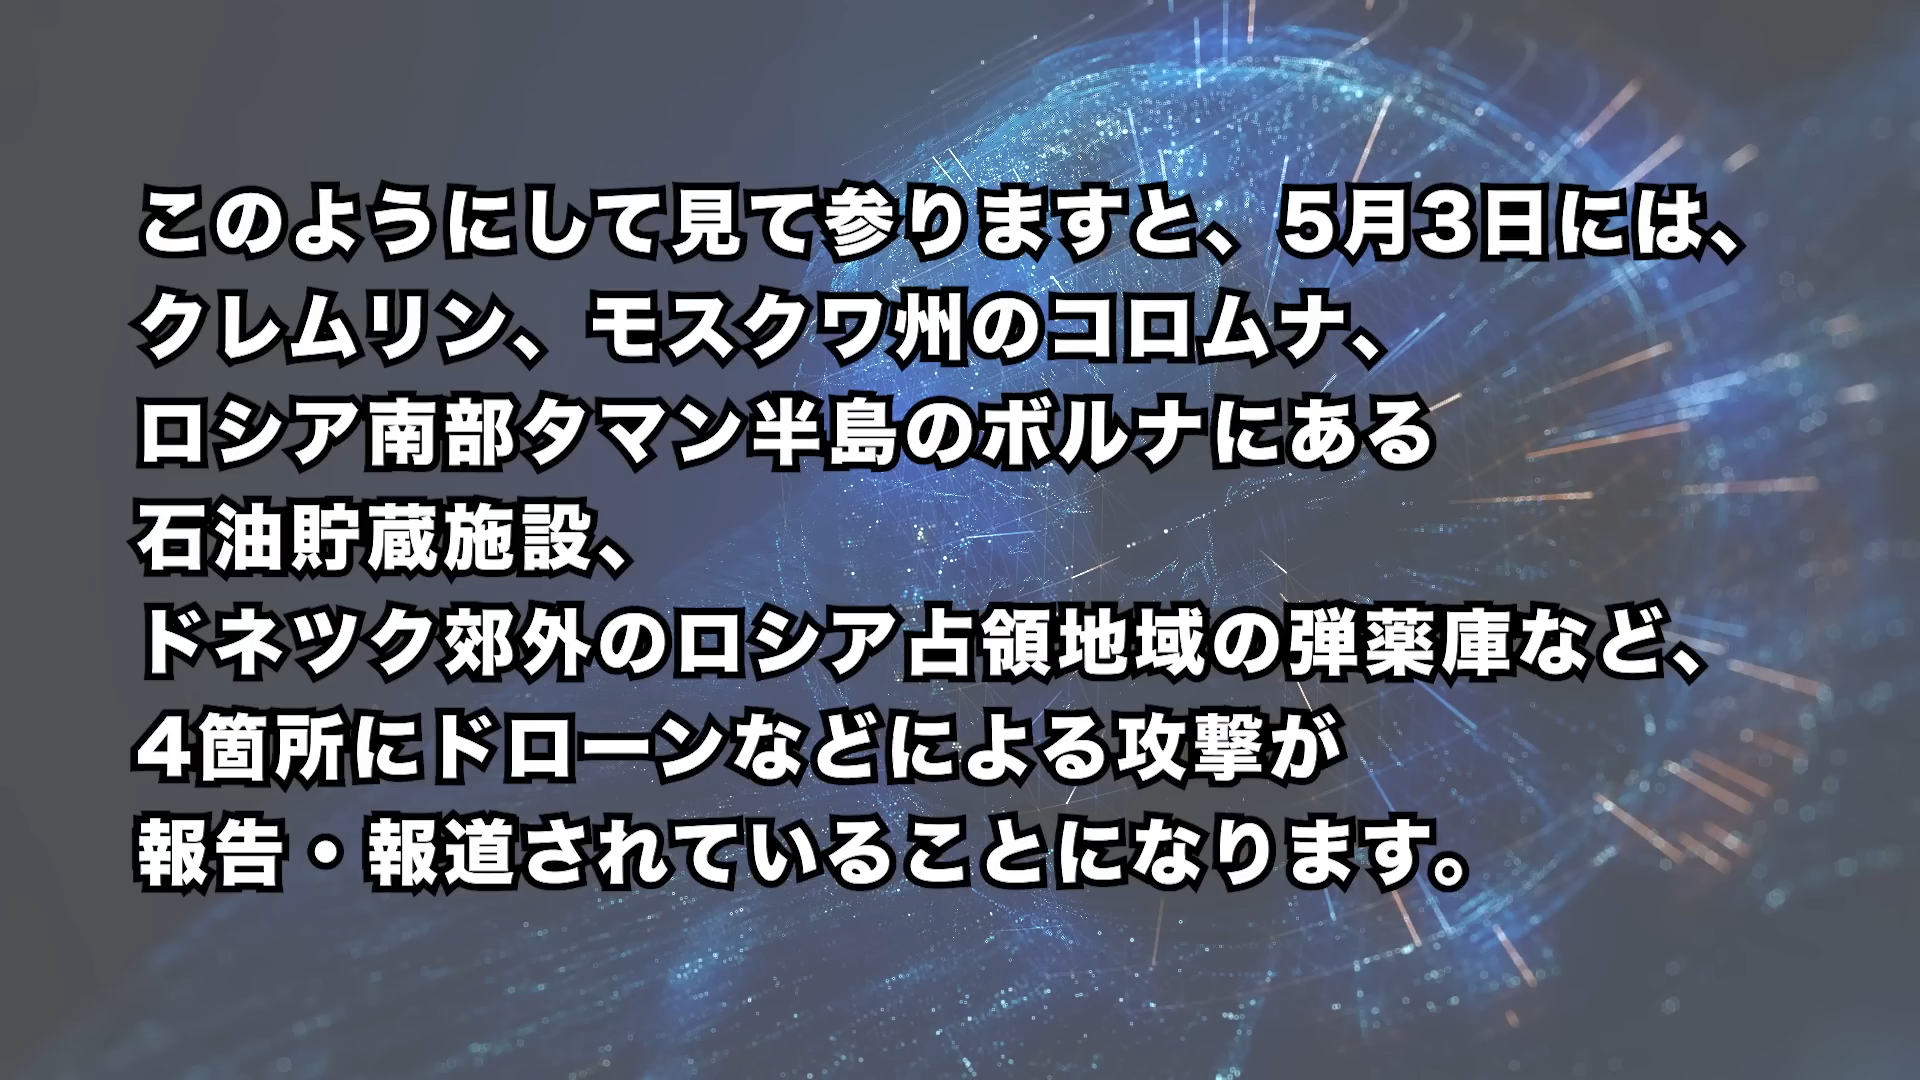 このようにして見て参りますと、5月3日には、
クレムリン、モスクワ州のコロムナ、
ロシア南部タマン半島のボルナにある
石油貯蔵施設、
ドネツク郊外のロシア占領地域の弾薬庫など、
4箇所にドローンなどによる攻撃が
報告・報道されていることになります。